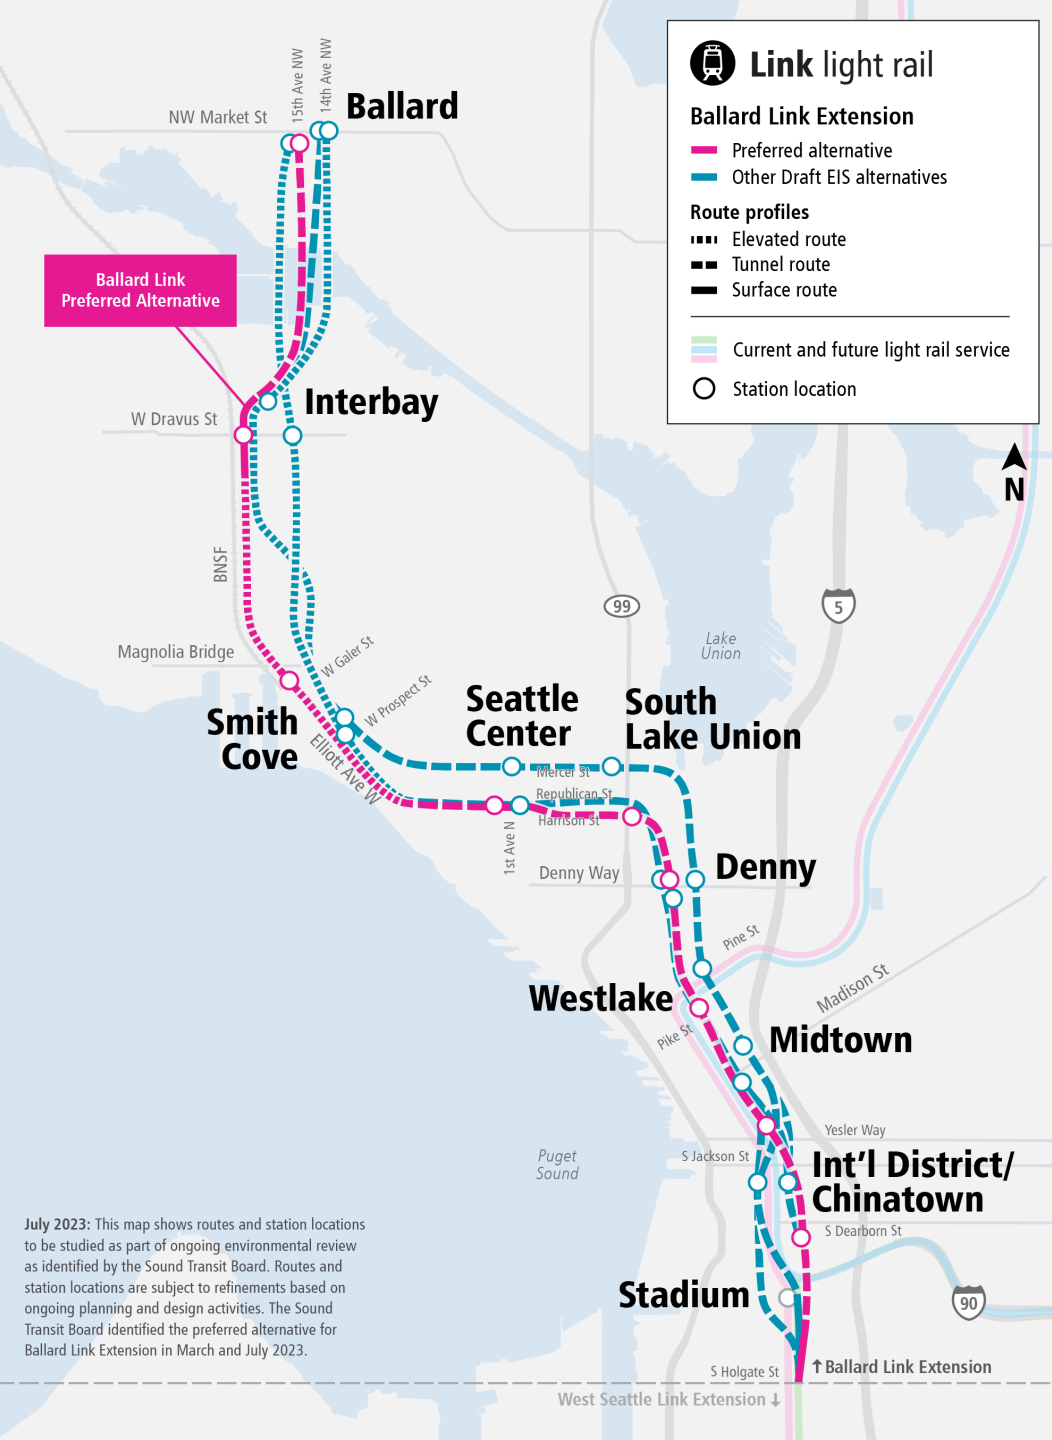 Link light rail
Ballard Link Extension
Preferred alternative
Other Draft EIS alternatives
Route profiles
Elevated route
Tunnel route
Surface route
Current and future light rail service
Station location
N
15th Ave NW
14th Ave NW
NW Market St
Ballard
Ballard Link
Preferred Alternative
W Dravus St
Interbay
BNSF
99
5
Magnolia Bridge
W Galer St
W Prospect St
Lake
Union
Smith
Cove
Elliott Ave W
Seattle
Center
South
Lake Union
Mercer St
Republican St
Harrison St
1st Ave N
Denny Way
Denny
Pine St
Westlake
Madison St
Pike St
Midtown
Yesler Way
S Jackson St
Puget
Sound
Int'l District/
Chinatown
S Dearborn St
Stadium
90
July 2023: This map shows routes and station locations
to be studied as part of ongoing environmental review
as identified by the Sound Transit Board. Routes and
station locations are subject to refinements based on
ongoing planning and design activities. The Sound
Transit Board identified the preferred alternative for
Ballard Link Extension in March and July 2023.
S Holgate St
↑Ballard Link Extension
West Seattle Link Extension ↓